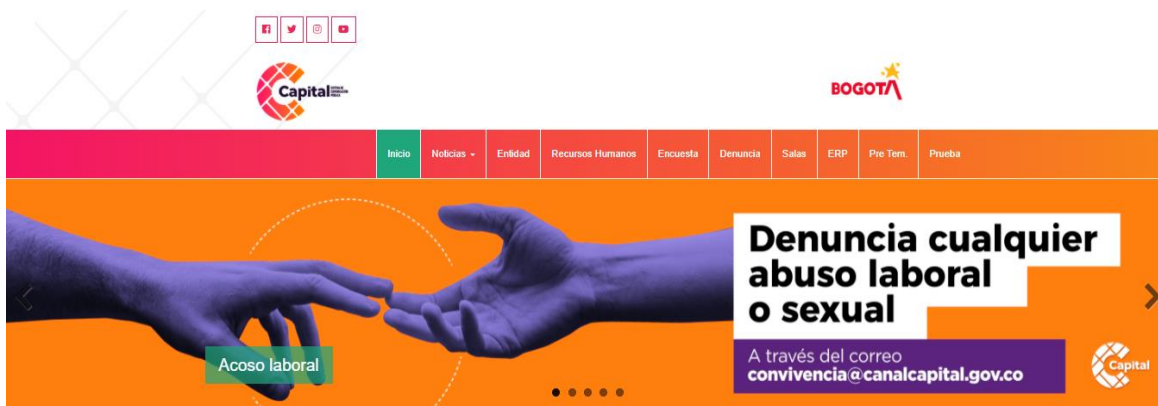 Capital
BOGOTÁ
Inicio
Noticias
Entidad
Recursos Humanos
Encuesta
Denuncia
Salas
ERP
Pre Tem.
Prueba
Denuncia cualquier
abuso laboral
o sexual
Acoso laboral
A través del correo
convivencia@canalcapital.gov.co
Capital